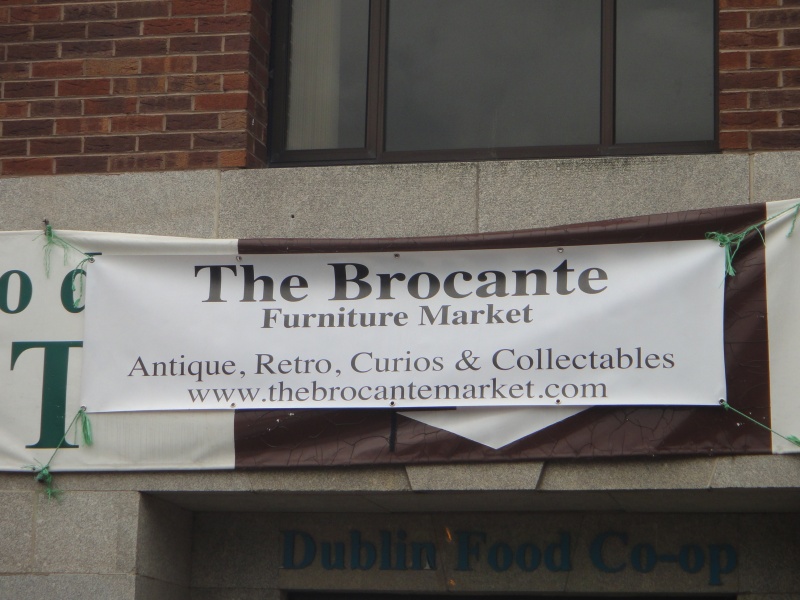 The Brocante
Furniture Market
Antique, Retro, Curios & Collectables
www.thebrocantemarket.com
Dublin Food Co-op